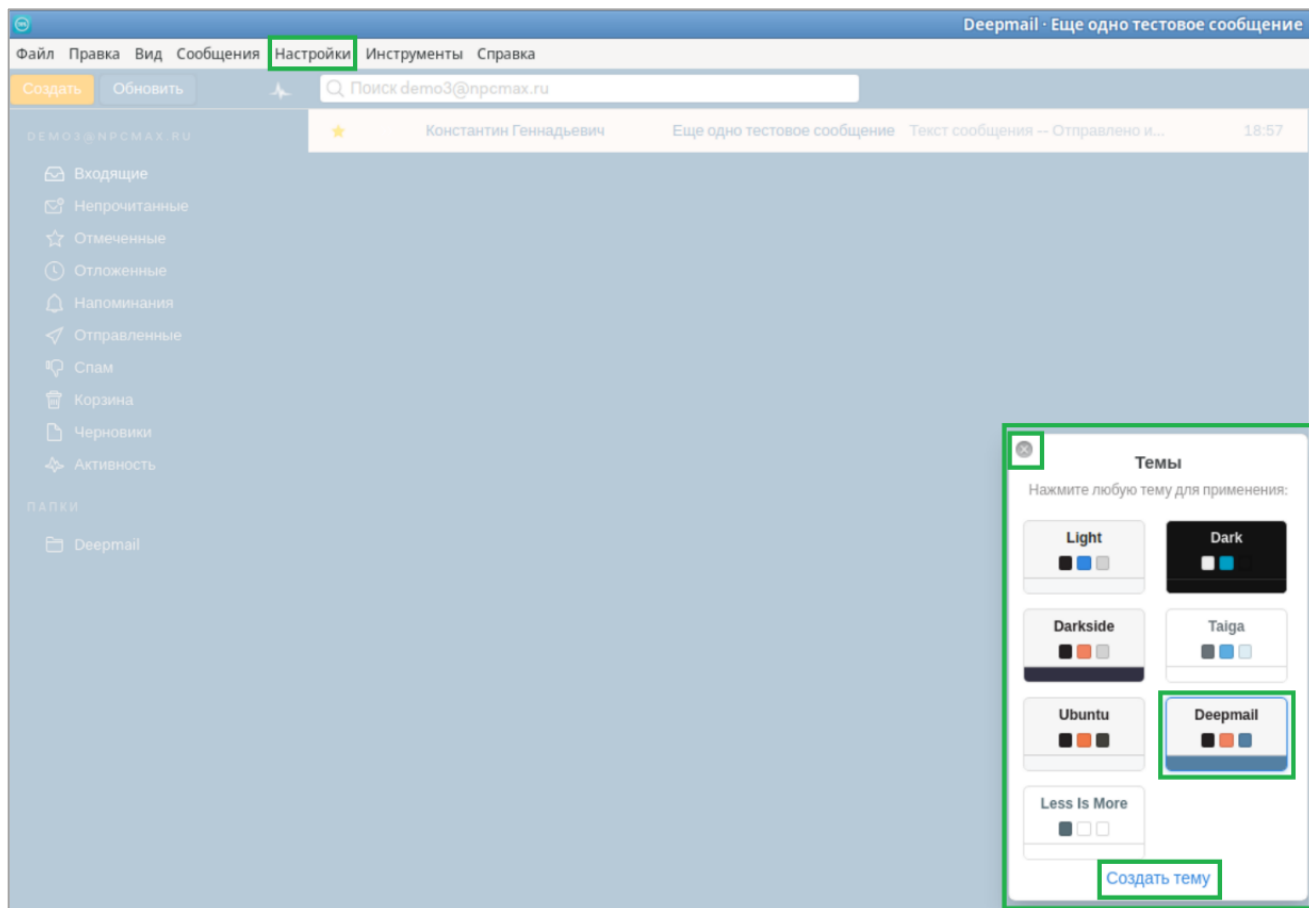 Deepmail · Еще одно тестовое сообщение
Файл Правка Вид Сообщения Настройки Инструменты Справка
Создать Обновить Поиск demo3@npcmax.ru
DEMO3@NPCMAX.RU
Константин Геннадьевич Еще одно тестовое сообщение Текст сообщения -- Отправлено и... 18:57
Входящие
Непрочитанные
Отмеченные
Отложенные
Напоминания
Отправленные
Спам
Корзина
Черновики
Активность
ПАПКИ
Deepmail
Темы
Нажмите любую тему для применения:
Light Dark
Darkside Taiga
Ubuntu Deepmail
Less Is More
Создать тему